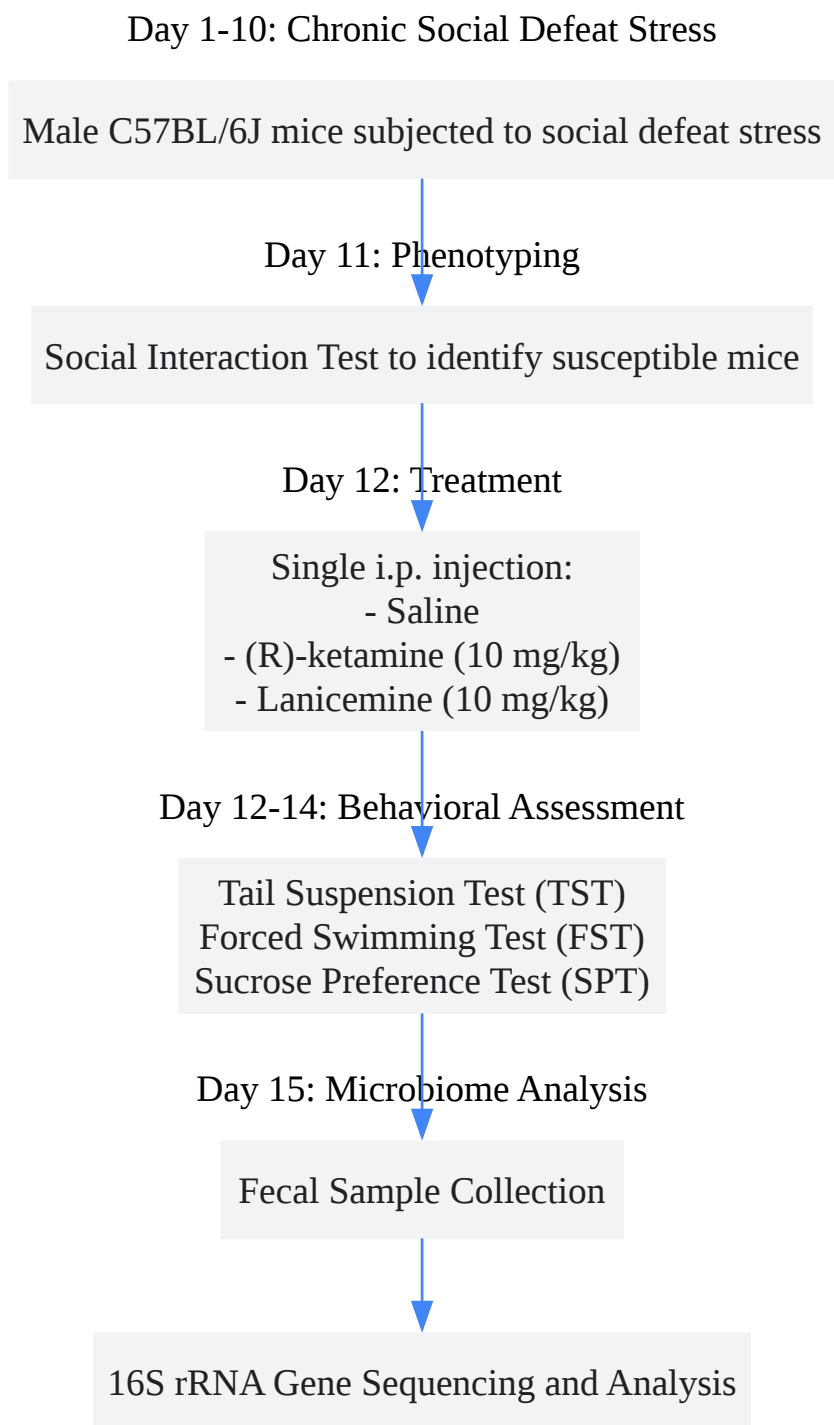 Day 1-10: Chronic Social Defeat Stress
Male C57BL/6J mice subjected to social defeat stress
Day 11: Phenotyping
Social Interaction Test to identify susceptible mice
Day 12: Treatment
Single i.p. injection:
- Saline
- (R)-ketamine (10 mg/kg)
- Lanicemine (10 mg/kg)
Day 12-14: Behavioral Assessment
Tail Suspension Test (TST)
Forced Swimming Test (FST)
Sucrose Preference Test (SPT)
Day 15: Microbiome Analysis
Fecal Sample Collection
16S rRNA Gene Sequencing and Analysis